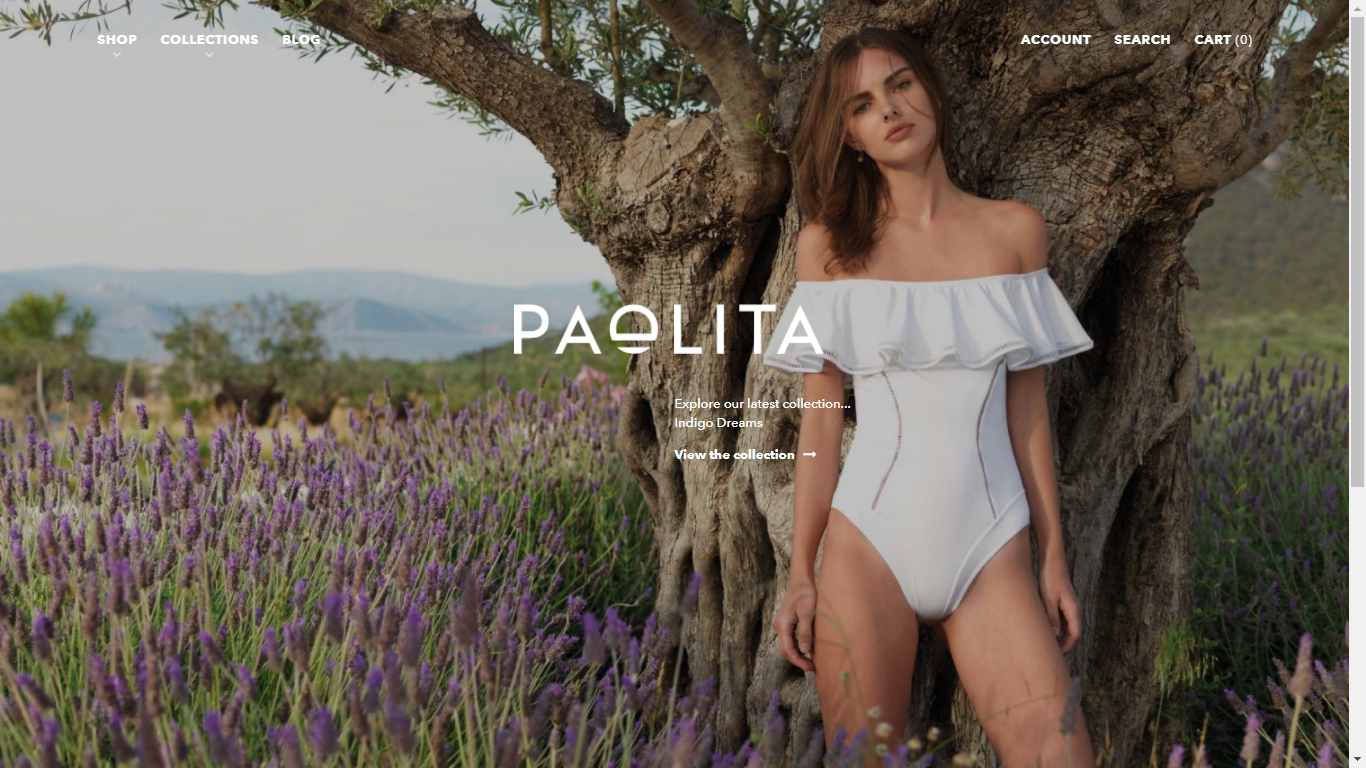 SHOP
COLLECTIONS
BLOG
ACCOUNT
SEARCH
CART (0)
PAOLITA
Explore our latest collection...
Indigo Dreams
View the collection →